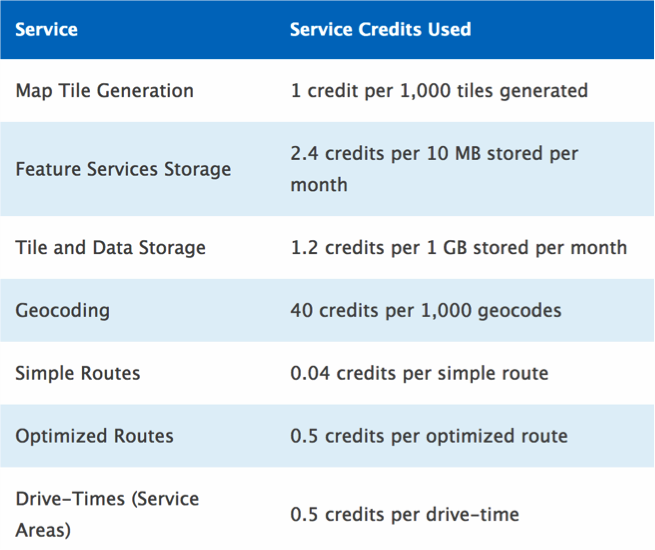 Service Service Credits Used
Map Tile Generation 1 credit per 1,000 tiles generated
Feature Services Storage 2.4 credits per 10 MB stored per
month
Tile and Data Storage 1.2 credits per 1 GB stored per month
Geocoding 40 credits per 1,000 geocodes
Simple Routes 0.04 credits per simple route
Optimized Routes 0.5 credits per optimized route
Drive-Times (Service
Areas) 0.5 credits per drive-time